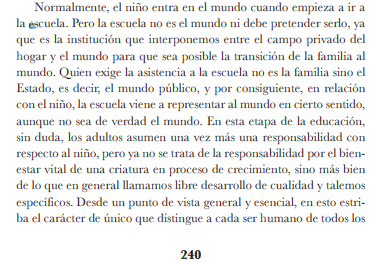 Normalmente, el niño entra en el mundo cuando empieza a ir a
la escuela. Pero la escuela no es el mundo ni debe pretender serlo, ya
que es la institución que interponemos entre el campo privado del
hogar y el mundo para que sea posible la transición de la familia al
mundo. Quien exige la asistencia a la escuela no es la familia sino el
Estado, es decir, el mundo público, y por consiguiente, en relación
con el niño, la escuela viene a representar al mundo en cierto sentido,
aunque no sea de verdad el mundo. En esta etapa de la educación,
sin duda, los adultos asumen una vez más una responsabilidad con
respecto al niño, pero ya no se trata de la responsabilidad por el bien-
estar vital de una criatura en proceso de crecimiento, sino más bien
de lo que en general llamamos libre desarrollo de cualidad y talemos
específicos. Desde un punto de vista general y esencial, en esto estri-
ba el carácter de único que distingue a cada ser humano de todos los
240